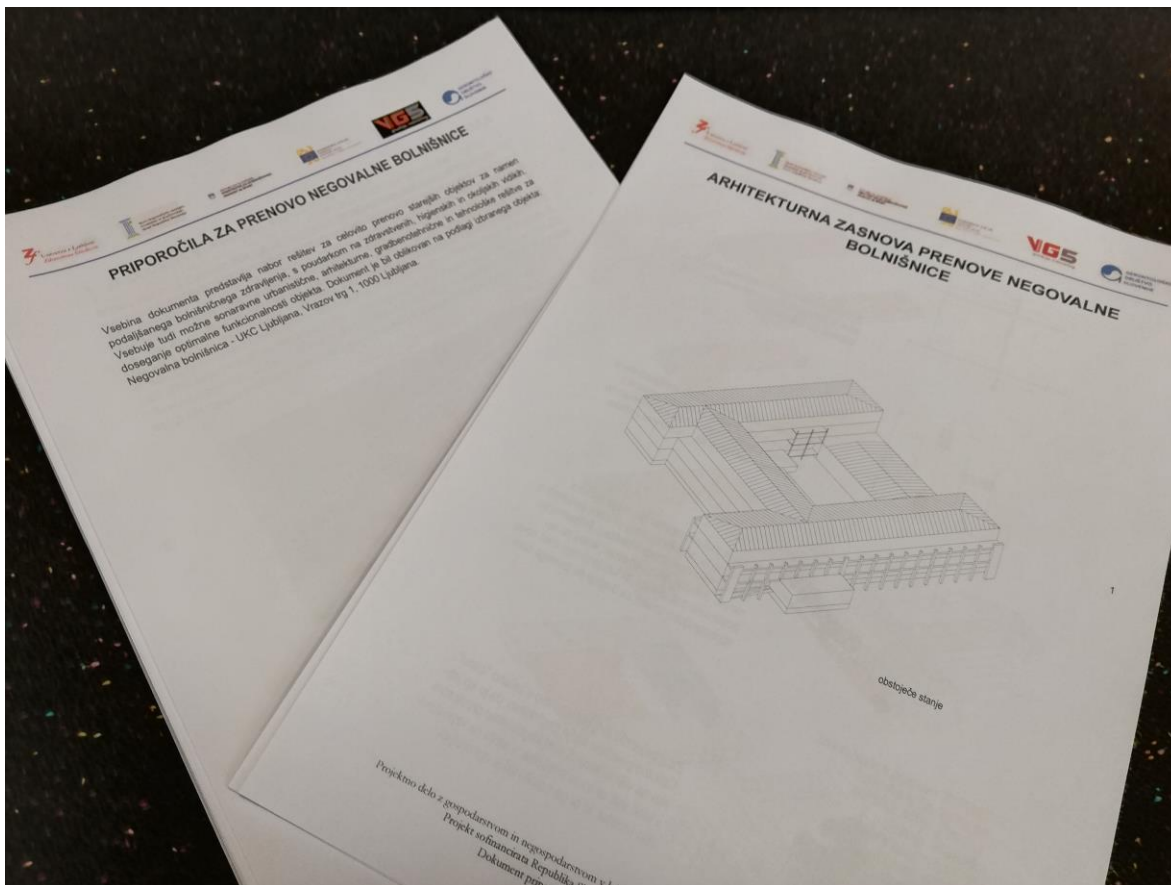 VGS
PRIPOROČILA ZA PRENOVO NEGOVALNE BOLNIŠNICE
Vsebina dokumenta predstavlja nabor rešitev za celovito prenovo starejših objektov za namen
podaljšanega bolnišničnega zdravljenja, s poudarkom na zdravstvenih, higienskih in okoljskih vidikih.
Vsebuje tudi možne sonaravne urbanistične, arhitekturne, gradbenotehnične in tehnološke rešitve za
doseganje optimalne funkcionalnosti objekta. Dokument je bil oblikovan na podlagi izbranega objekta
Negovalna bolnišnica - UKC Ljubljana, Vrazov trg 1, 1000 Ljubljana.
VGS
ARHITEKTURNA ZASNOVA PRENOVE NEGOVALNE
BOLNIŠNICE
1
obstoječe stanje
Projektno delo z gospodarstvom in negospodarstvom v
Projekt sofinancirata Republika
Dokument